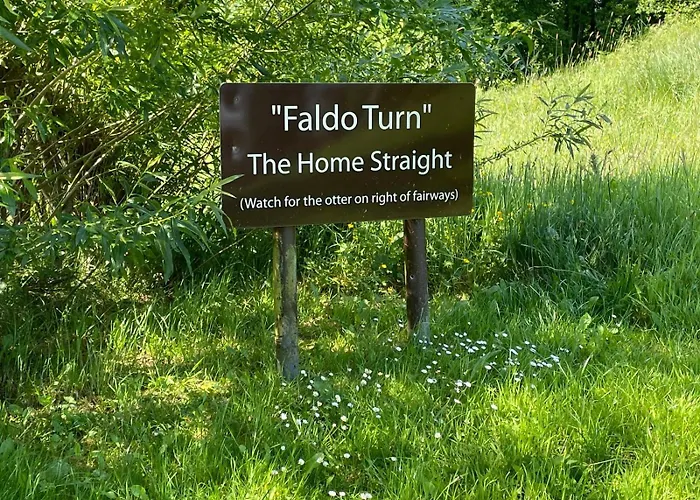 "Faldo Turn"
The Home Straight
(Watch for the otter on right of fairways)